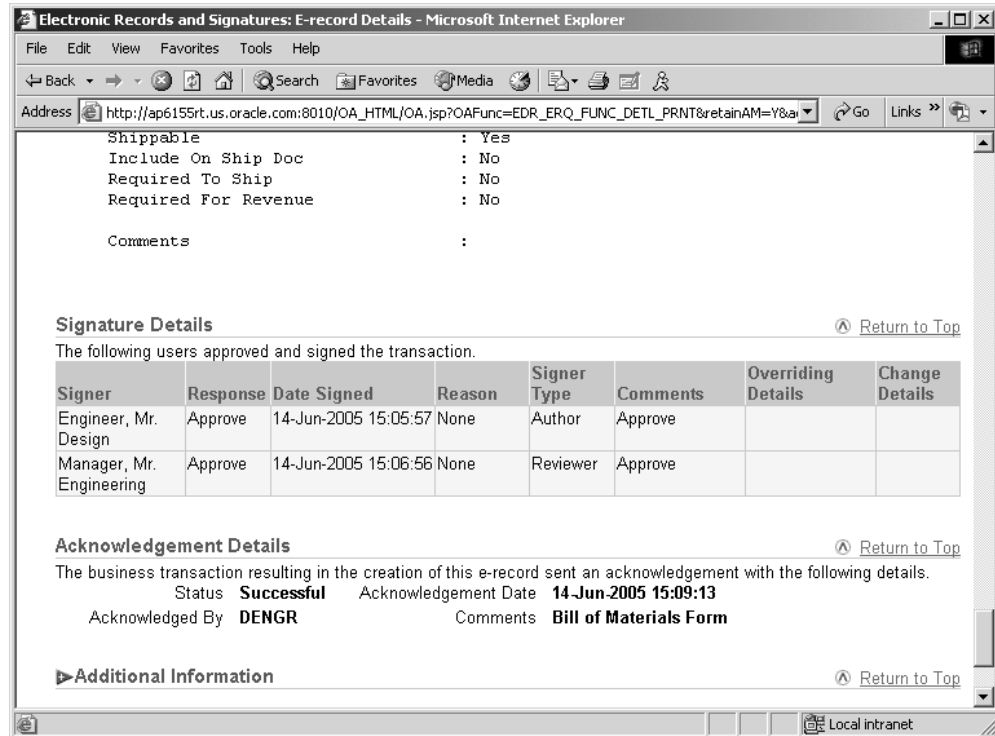 Electronic Records and Signatures: E-record Details - Microsoft Internet Explorer
File Edit View Favorites Tools Help
Back Search Favorites Media
Address http://ap6155rt.us.oracle.com:8010/OA_HTML/OA.jsp?OAFunc=EDR_ERQ_FUNC_DETL_PRNT&retainAM=Y& Go Links »
Shippable : Yes
Include On Ship Doc : No
Required To Ship : No
Required For Revenue : No
Comments :
Signature Details Return to Top
The following users approved and signed the transaction.
Signer Response Date Signed Reason Signer Type Comments Overriding Details Change Details
Engineer, Mr. Design Approve 14-Jun-2005 15:05:57 None Author Approve
Manager, Mr. Engineering Approve 14-Jun-2005 15:06:56 None Reviewer Approve
Acknowledgement Details Return to Top
The business transaction resulting in the creation of this e-record sent an acknowledgement with the following details.
Status Successful Acknowledgement Date 14-Jun-2005 15:09:13
Acknowledged By DENGR Comments Bill of Materials Form
Additional Information Return to Top
Local intranet